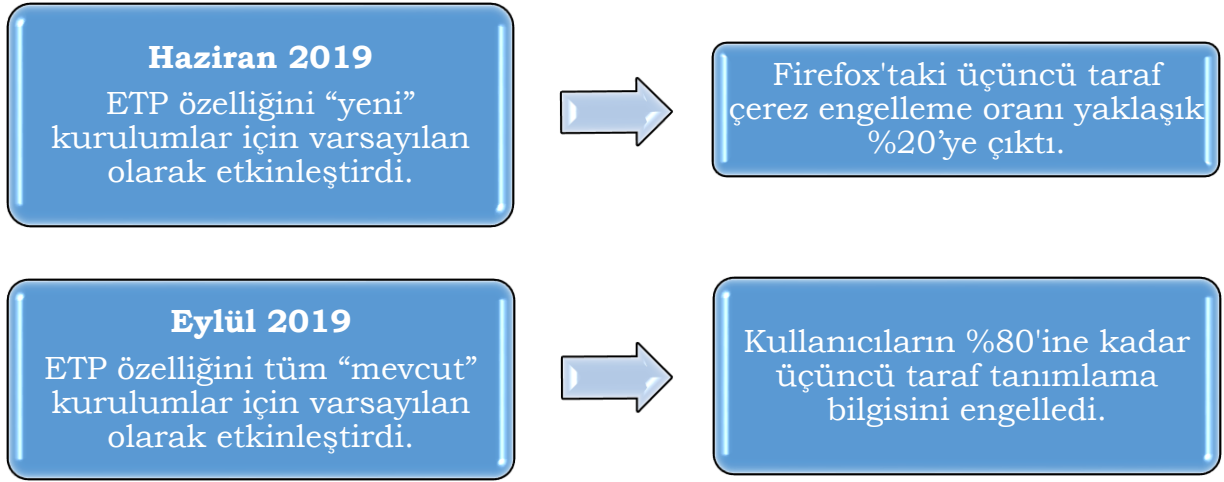 Haziran 2019
ETP özelliğini “yeni”
kurulumlar için varsayılan
olarak etkinleştirdi.
Firefox'taki üçüncü taraf
çerez engelleme oranı yaklaşık
%20’ye çıktı.
Eylül 2019
ETP özelliğini tüm “mevcut”
kurulumlar için varsayılan
olarak etkinleştirdi.
Kullanıcıların %80'ine kadar
üçüncü taraf tanımlama
bilgisini engelledi.